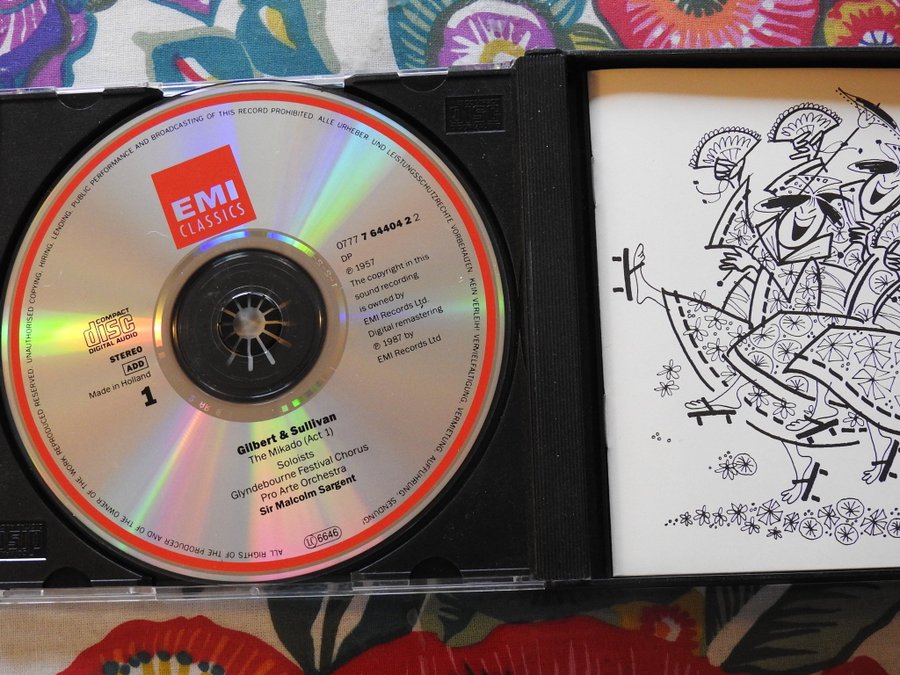 ALL RIGHTS OF THE PRODUCER AND OF THE OWNER OF THE WORK REPRODUCED RESERVED. UNAUTHORISED COPYING, HIRING, LENDING, PUBLIC PERFORMANCE AND BROADCASTING OF THIS RECORD PROHIBITED. ALLE URHEBER- UND LEISTUNGSSCHUTZRECHTE VORBEHALTEN. KEIN VERLEIH! VERVIELFÄLTIGUNG, VERMIETUNG, AUFFÜHRUNG, SENDUNG!
EMI
CLASSICS
0777 7 64404 2 2
DP
℗ 1957
The copyright in this
sound recording
is owned by
EMI Records Ltd.
Digital remastering
℗ 1987 by
EMI Records Ltd
COMPACT
disc
DIGITAL AUDIO
STEREO
ADD
Made in Holland
1
Gilbert & Sullivan
The Mikado (Act 1)
Soloists
Glyndebourne Festival Chorus
Pro Arte Orchestra
Sir Malcolm Sargent
LC 6646